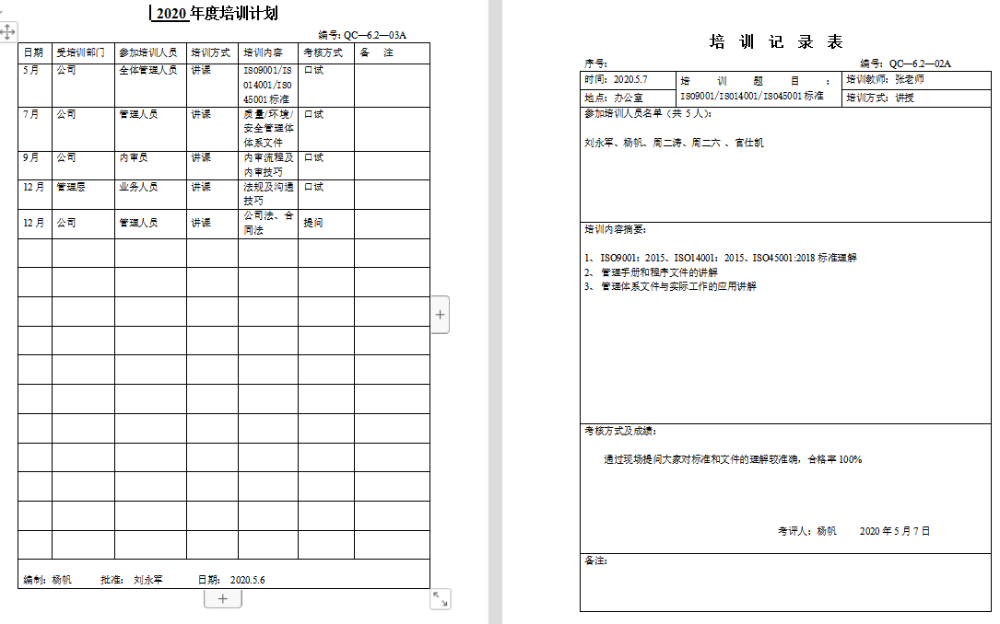 2020 年度培训计划
编号: QC—6.2—03A
日期 受培训部门 参加培训人员 培训方式 培训内容 考核方式 备 注
5 月 公司 全体管理人员 讲课 ISO9001/IS 口试
O14001/ISO
45001 标准
7 月 公司 管理人员 讲课 质量/环境/ 口试
安全管理体
体系文件
9 月 公司 内审员 讲课 内审流程及 口试
内审技巧
12 月 管理层 业务人员 讲课 法规及沟通 口试
技巧
12 月 公司 管理人员 讲课 公司法、合 提问
同法
编制: 杨帆 批准: 刘永军 日期: 2020.5.6
培 训 记 录 表
序号: 编号: QC—6.2—02A
时间: 2020.5.7 培 训 题 目 : 培训教师: 张老师
地点: 办公室 ISO9001/ISO14001/ISO45001 标准 培训方式: 讲授
参加培训人员名单（共 5 人）:
刘永军、杨帆、周二涛、周二六 、官仕凯
培训内容摘要:
1、 ISO9001: 2015、ISO14001: 2015、ISO45001:2018 标准理解
2、 管理手册和程序文件的讲解
3、 管理体系文件与实际工作的应用讲解
考核方式及成绩:
通过现场提问大家对标准和文件的理解较准确，合格率 100%
考评人: 杨帆 2020 年 5 月 7 日
备注: